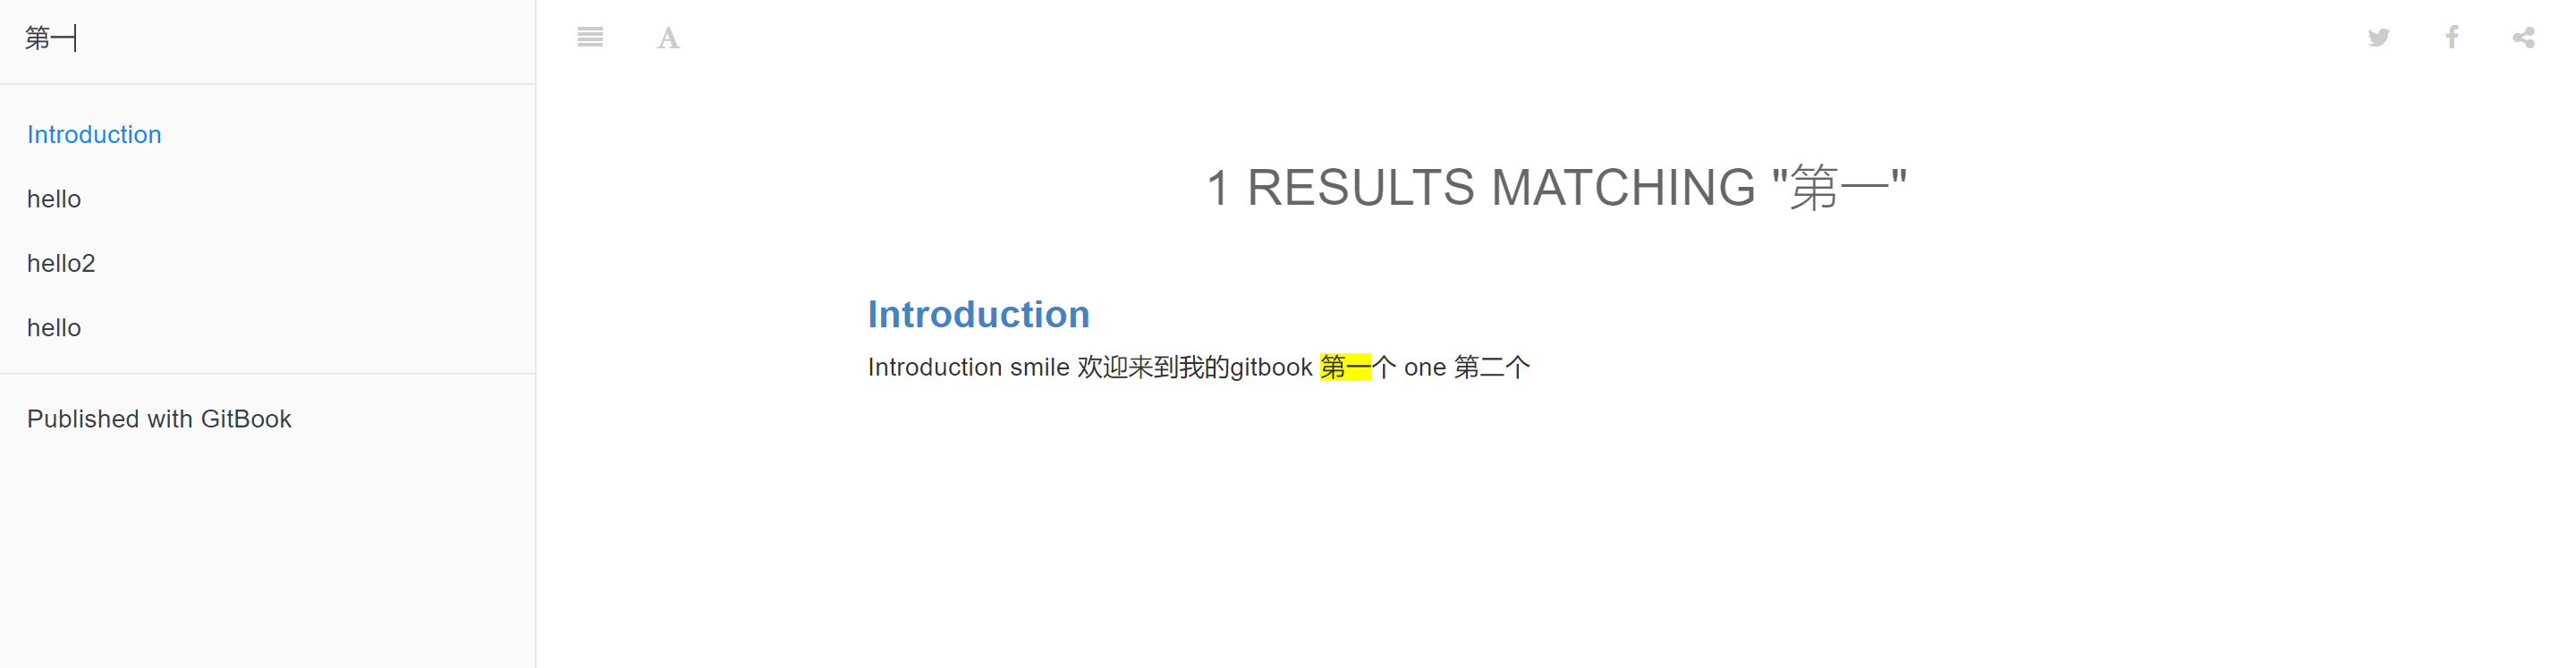 第一
Introduction
hello
hello2
hello
Published with GitBook
A
1 RESULTS MATCHING "第一"
Introduction
Introduction smile 欢迎来到我的gitbook 第一个 one 第二个